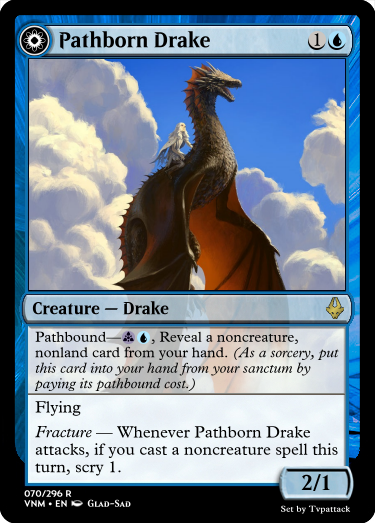 Pathborn Drake 1
Creature — Drake
Pathbound—, Reveal a noncreature,
nonland card from your hand. (As a sorcery, put
this card into your hand from your sanctum by
paying its pathbound cost.)
Flying
Fracture — Whenever Pathborn Drake
attacks, if you cast a noncreature spell this
turn, scry 1.
2/1
070/296 R
VNM • EN Glad-Sad
Set by Tvpattack